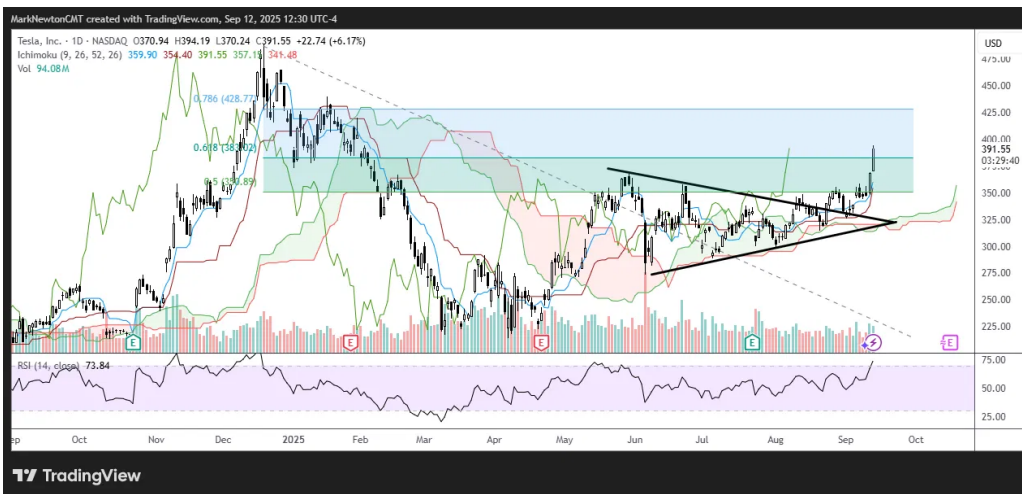 MarkNewtonCMT created with TradingView.com, Sep 12, 2025 12:30 UTC-4
Tesla, Inc. · 1D · NASDAQ O370.94 H394.19 L370.24 C391.55 +22.74 (+6.17%)
USD
Ichimoku (9, 26, 52, 26) 359.90 354.40 391.55 357.15 341.48
Vol 94.08M
475.00
450.00
0.786 (428.77)
425.00
400.00
0.618 (383.02)
391.55
03:29:40
0.5 (350.89)
350.00
325.00
300.00
275.00
250.00
225.00
E E E E E
RSI (14, close) 73.84
75.00
50.00
25.00
ep Oct Nov Dec 2025 Feb Mar Apr May Jun Jul Aug Sep Oct
TradingView